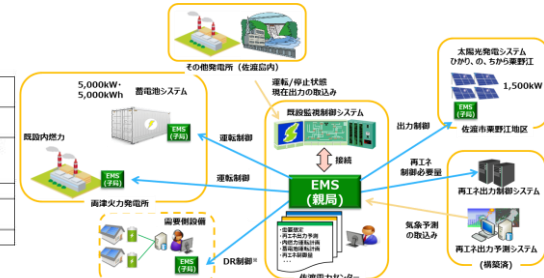 その他発電所（佐渡島内）
5,000kW・
5,000kWh
蓄電池システム
EMS
(子局)
既設内燃力
EMS
(子局)
両津火力発電所
運転制御
運転制御
運転/停止状態
現在出力の取込み
既設監視制御システム
接続
EMS
(親局)
・需要想定
・再エネ出力予測
・内燃力運転計画
・蓄電池運転計画
・再エネ制御量
・・・
佐渡電力センター
需要側設備
EMS
(子局)
DR制御※
太陽光発電システム
ひかり、の、ちから栗野江
1,500kW
EMS
(子局)
佐渡市栗野江地区
出力制御
再エネ
制御必要量
再エネ出力制御システム
気象予測
の取込み
再エネ出力予測システム
(構築済)